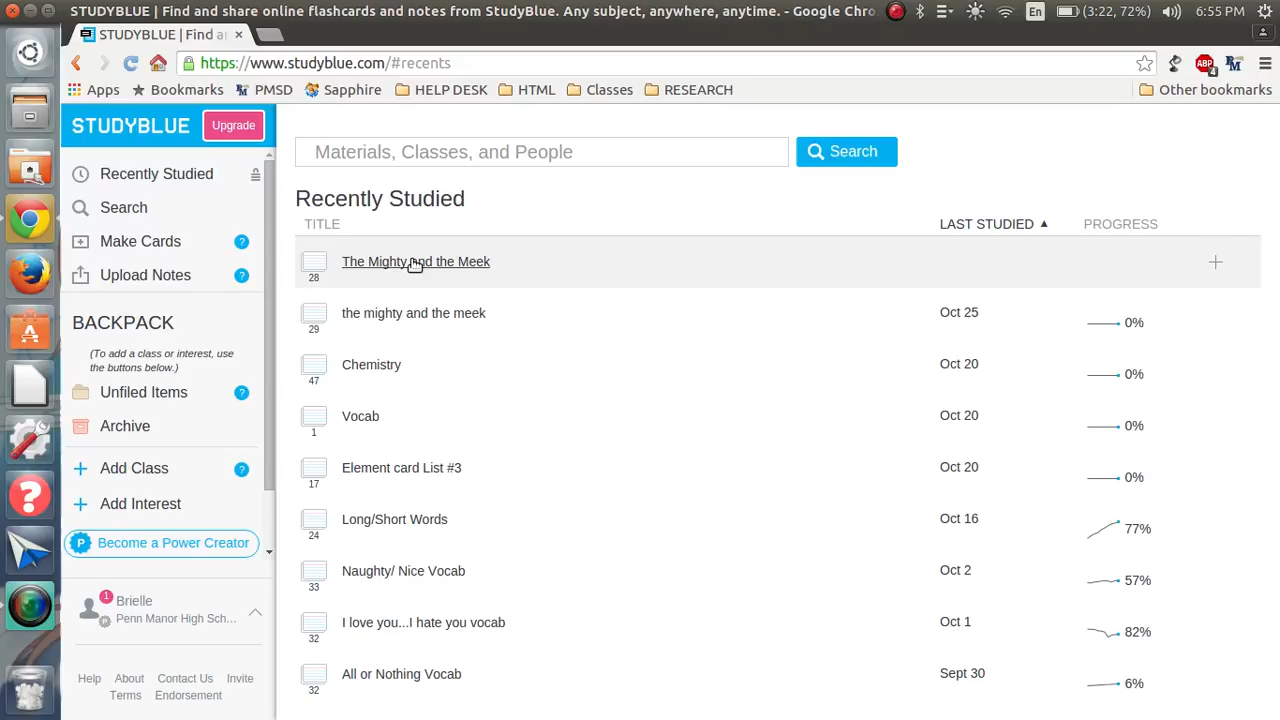 STUDYBLUE | Find and share online flashcards and notes from StudyBlue. Any subject, anywhere, anytime. - Google Chro
En
(3:22, 72%)
6:55 PM
STUDYBLUE | Find a
https://www.studyblue.com/#recents
ABP
4
Apps
Bookmarks
PMSD
Sapphire
HELP DESK
HTML
Classes
RESEARCH
Other bookmarks
STUDYBLUE
Upgrade
Recently Studied
Search
Make Cards ?
Upload Notes ?
BACKPACK
(To add a class or interest, use
the buttons below.)
Unfiled Items ?
Archive
+ Add Class ?
+ Add Interest
P Become a Power Creator
1 Brielle
P Penn Manor High Sch...
Help About Contact Us Invite
Terms Endorsement
Materials, Classes, and People
Search
Recently Studied
TITLE LAST STUDIED ▲ PROGRESS
The Mighty and the Meek +
28
the mighty and the meek Oct 25 0%
29
Chemistry Oct 20 0%
47
Vocab Oct 20 0%
1
Element card List #3 Oct 20 0%
17
Long/Short Words Oct 16 77%
24
Naughty/ Nice Vocab Oct 2 57%
33
I love you...I hate you vocab Oct 1 82%
32
All or Nothing Vocab Sept 30 6%
32